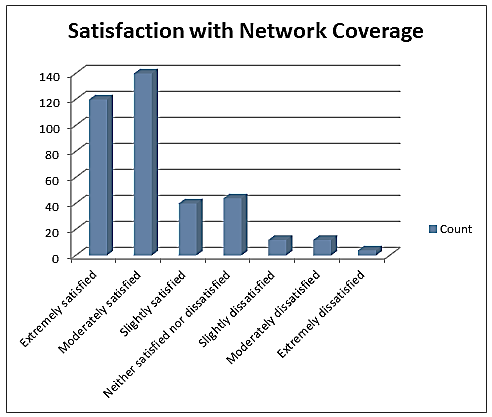 Satisfaction with Network Coverage
140
120
100
80
60
40
20
0
Extremely satisfied
Moderately satisfied
Slightly satisfied
Neither satisfied nor dissatisfied
Slightly dissatisfied
Moderately dissatisfied
Extremely dissatisfied
Count